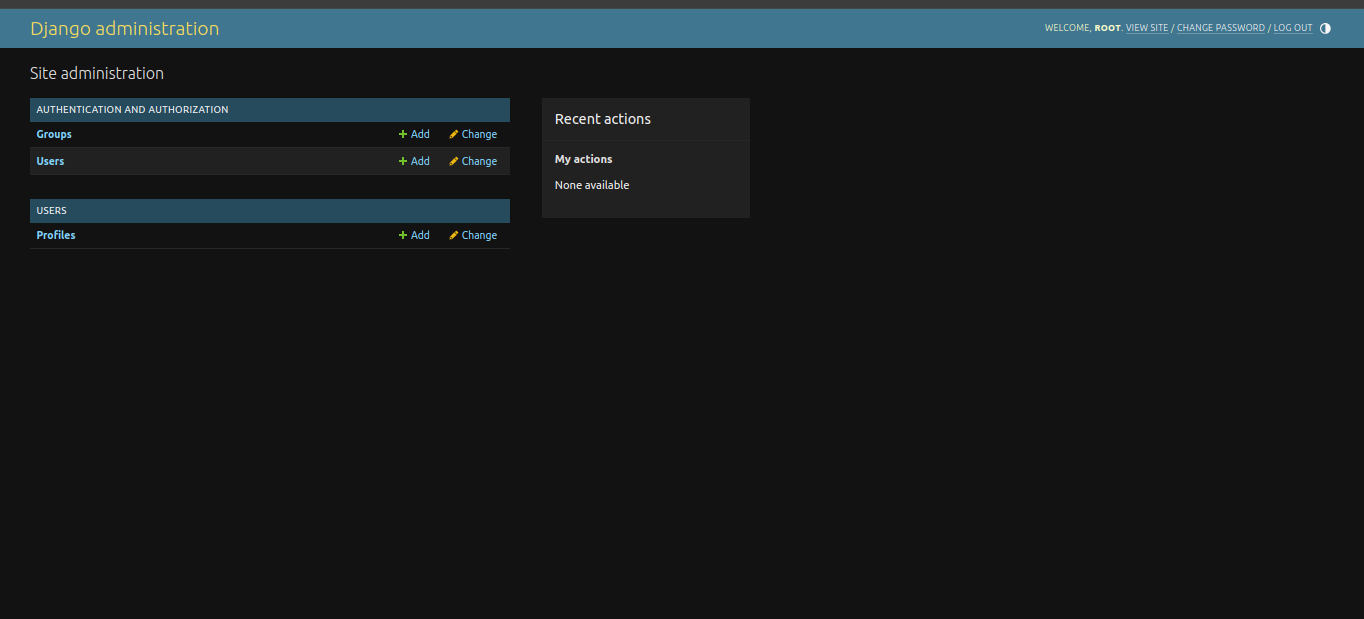 Django administration
WELCOME, ROOT. VIEW SITE / CHANGE PASSWORD / LOG OUT
Site administration
AUTHENTICATION AND AUTHORIZATION
Groups Add Change
Users Add Change
USERS
Profiles Add Change
Recent actions
My actions
None available